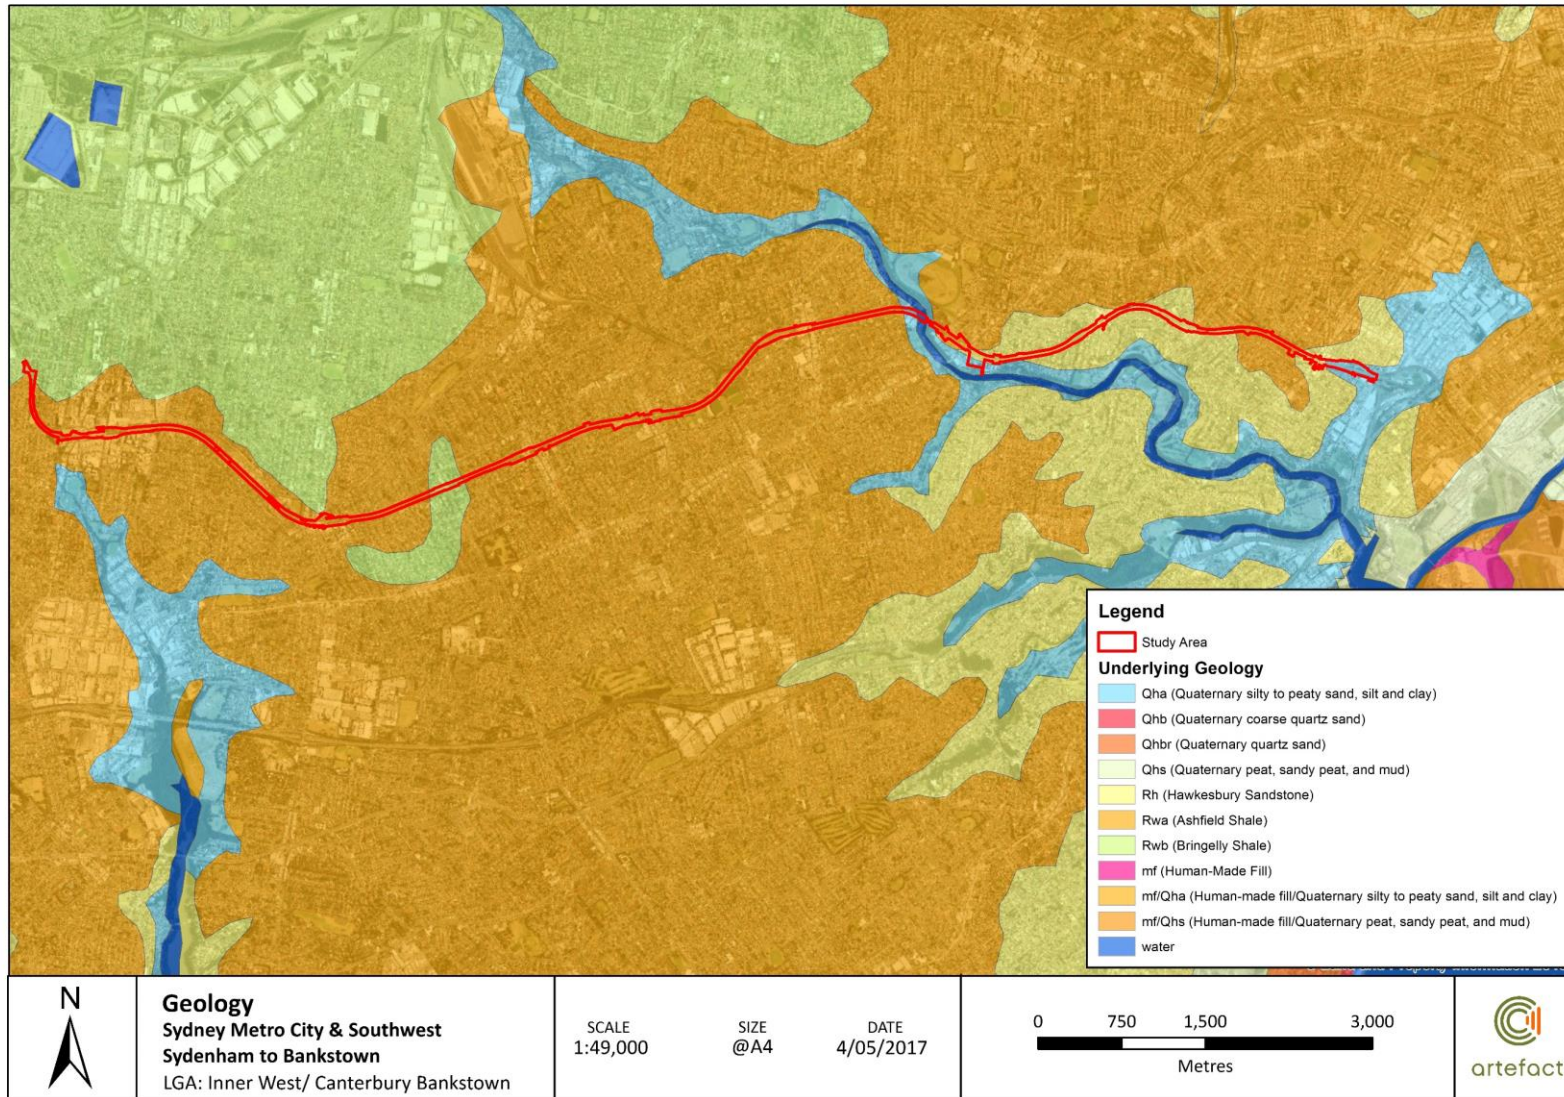 Legend
Study Area
Underlying Geology
Qha (Quaternary silty to peaty sand, silt and clay)
Qhb (Quaternary coarse quartz sand)
Qhbr (Quaternary quartz sand)
Qhs (Quaternary peat, sandy peat, and mud)
Rh (Hawkesbury Sandstone)
Rwa (Ashfield Shale)
Rwb (Bringelly Shale)
mf (Human-Made Fill)
mf/Qha (Human-made fill/Quaternary silty to peaty sand, silt and clay)
mf/Qhs (Human-made fill/Quaternary peat, sandy peat, and mud)
water
N
Geology
Sydney Metro City & Southwest
Sydenham to Bankstown
LGA: Inner West/ Canterbury Bankstown
SCALE
1:49,000
SIZE
@A4
DATE
4/05/2017
0 750 1,500 3,000
Metres
artefact